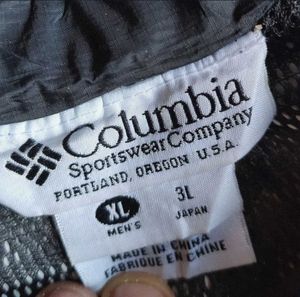 Columbia
Sportswear Company
PORTLAND, OREGON U.S.A.
XL 3L
MEN'S JAPAN
MADE IN CHINA
FABRIQUE EN CHINE